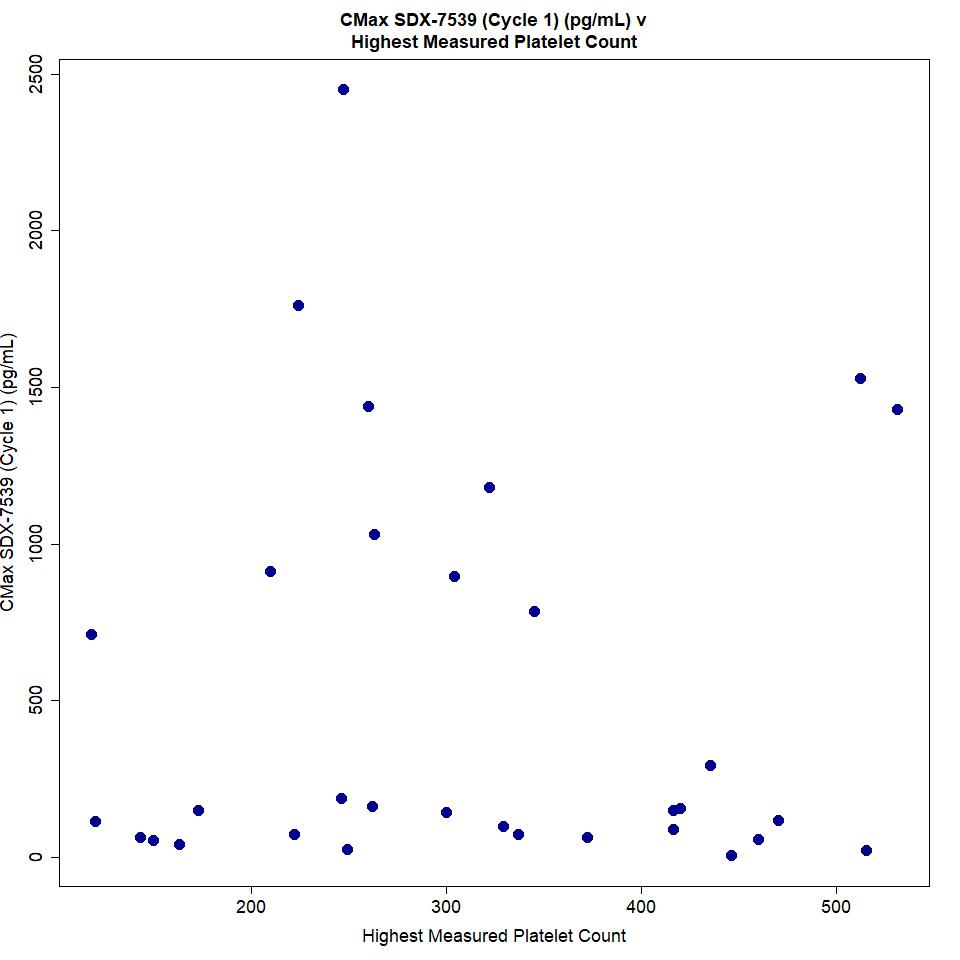 CMax SDX-7539 (Cycle 1) (pg/mL) v
Highest Measured Platelet Count
2500
2000
1500
1000
500
0
CMax SDX-7539 (Cycle 1) (pg/mL)
200 300 400 500
Highest Measured Platelet Count